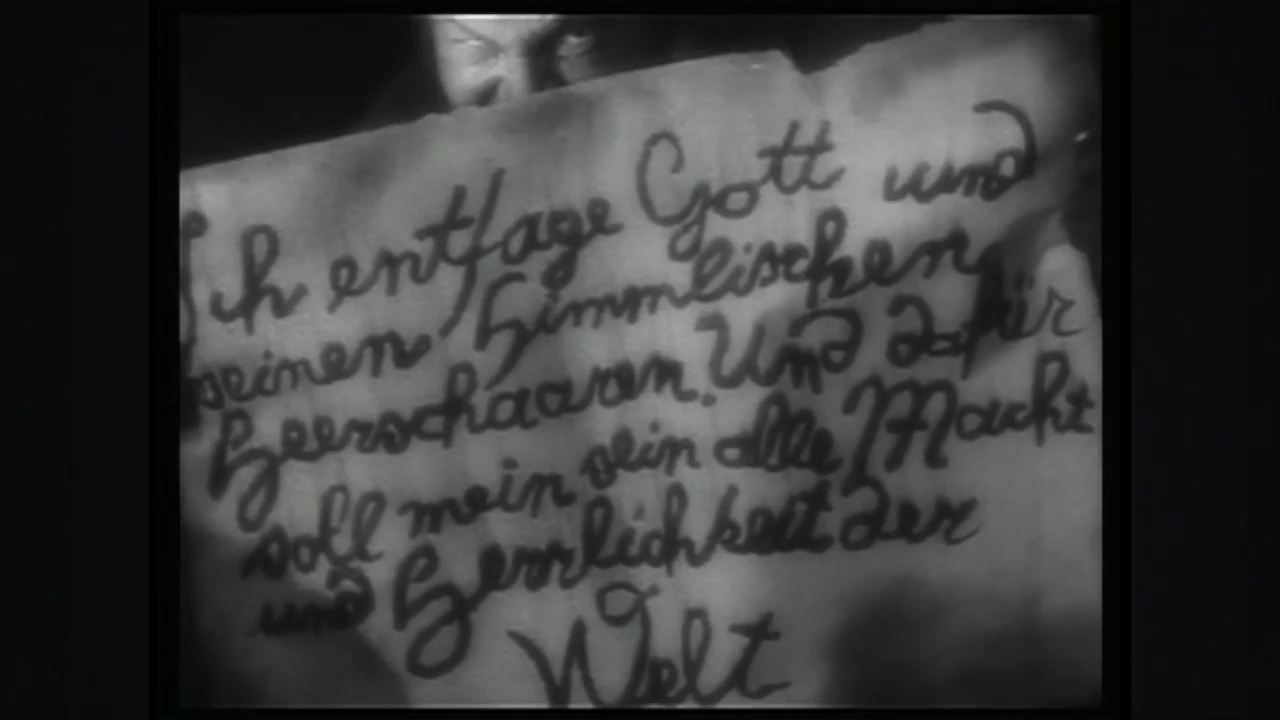 Ich entsage Gott und
seinen himmlischen
Heerschaaren. Und dafür
soll mein sein alle Macht
und Herrlichkeit der
Welt